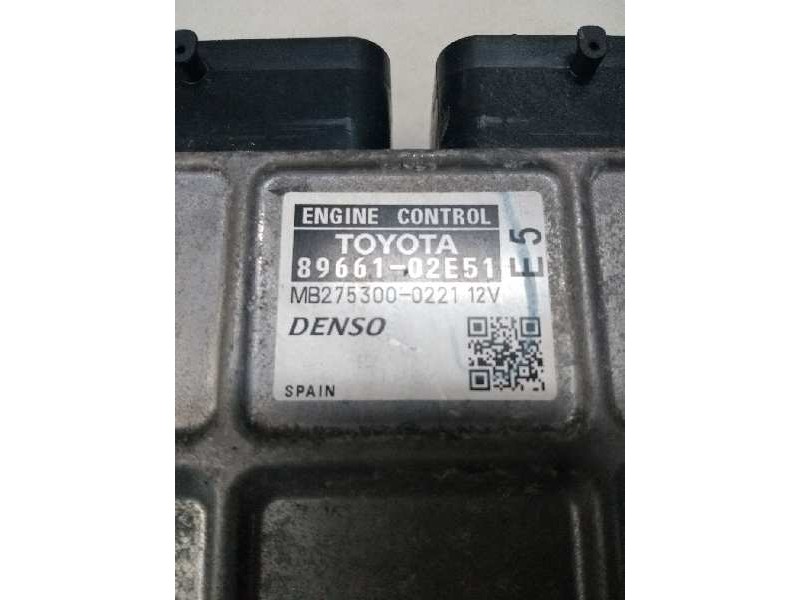 ENGINE CONTROL
TOYOTA
89661-02E51
MB275300-0221 12V
DENSO
SPAIN
E5